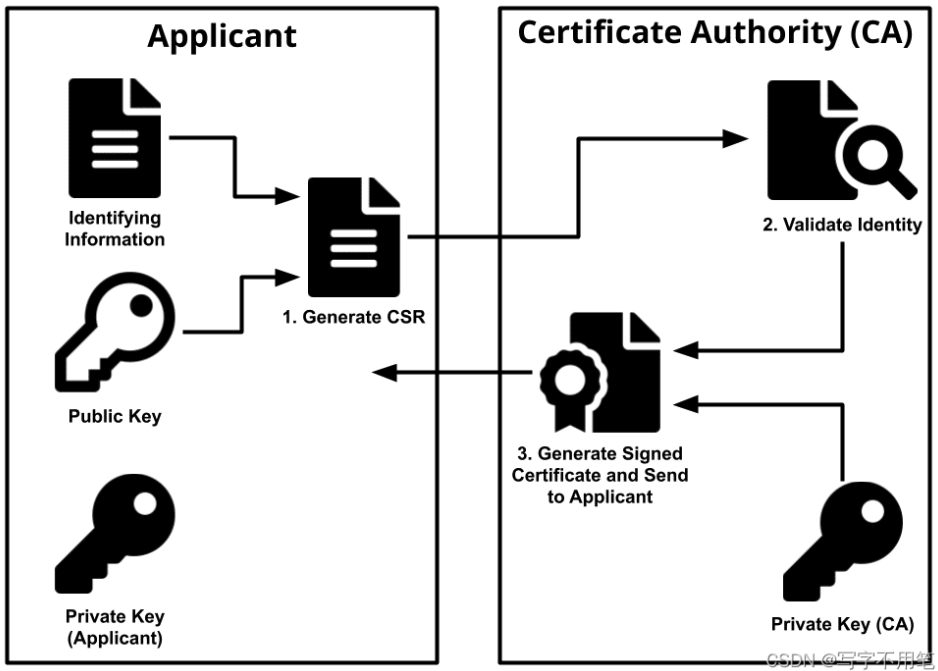 Applicant
Certificate Authority (CA)
Identifying
Information
1. Generate CSR
Public Key
Private Key
(Applicant)
2. Validate Identity
3. Generate Signed
Certificate and Send
to Applicant
Private Key (CA)
CSDN @写字不用笔